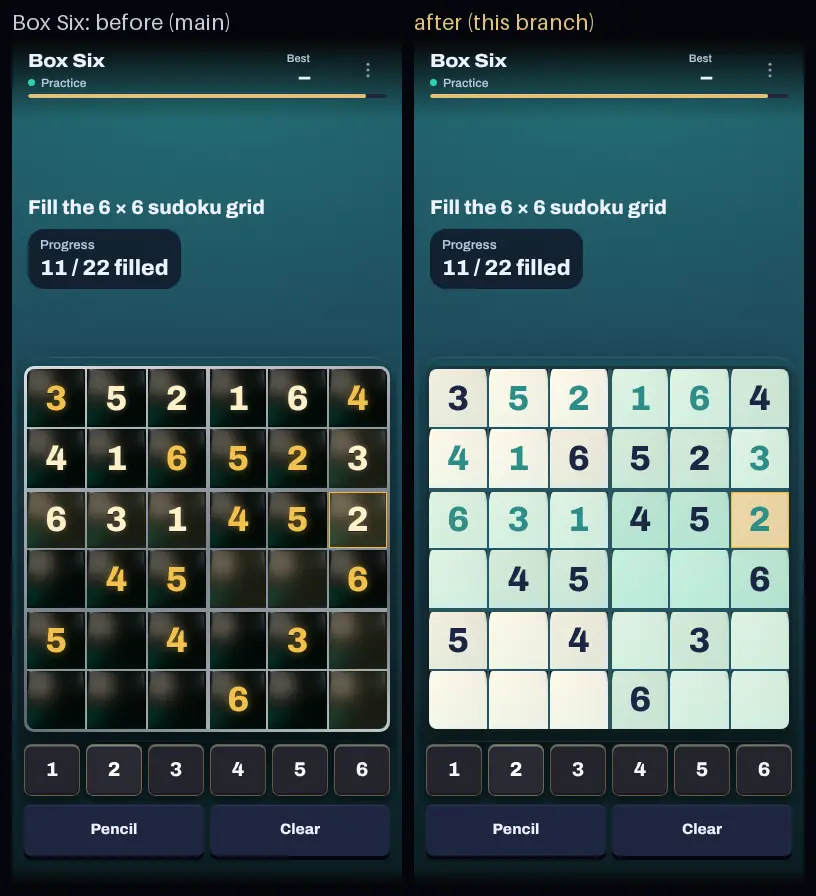 Box Six: before (main)
Box Six
Best
–
Practice
Fill the 6 × 6 sudoku grid
Progress
11 / 22 filled
3 5 2 1 6 4
4 1 6 5 2 3
6 3 1 4 5 2
4 5 6
5 4 3
6
1 2 3 4 5 6
Pencil Clear
after (this branch)
Box Six
Best
–
Practice
Fill the 6 × 6 sudoku grid
Progress
11 / 22 filled
3 5 2 1 6 4
4 1 6 5 2 3
6 3 1 4 5 2
4 5 6
5 4 3
6
1 2 3 4 5 6
Pencil Clear